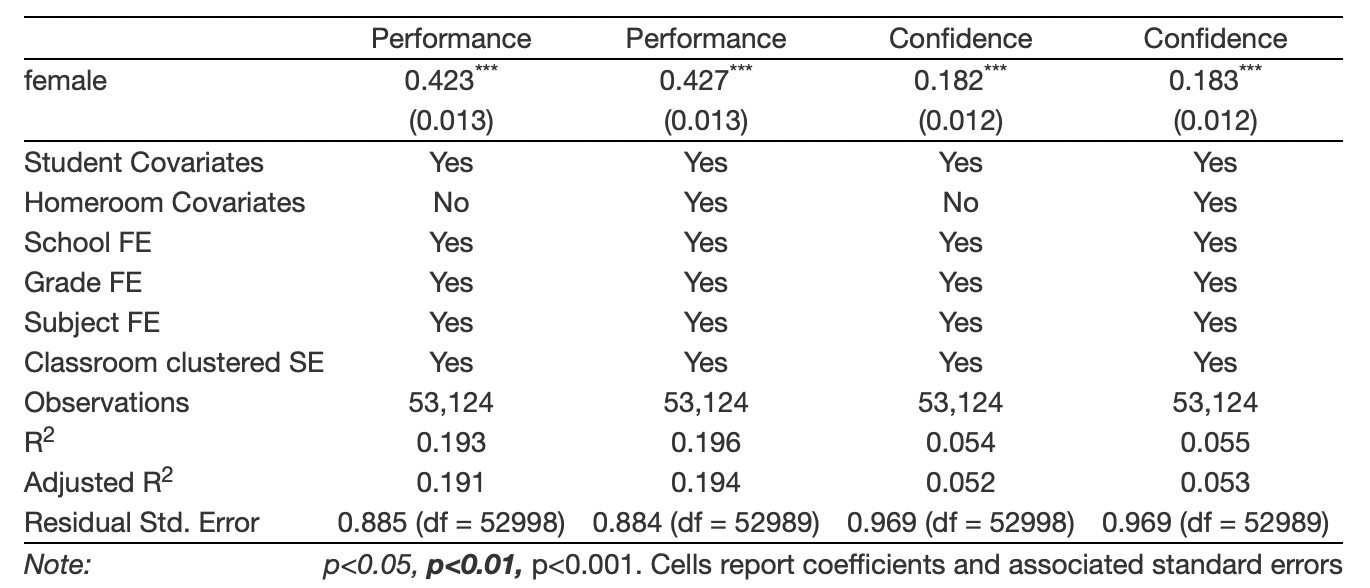 Performance Performance Confidence Confidence
female 0.423*** 0.427*** 0.182*** 0.183***
(0.013) (0.013) (0.012) (0.012)
Student Covariates Yes Yes Yes Yes
Homeroom Covariates No Yes No Yes
School FE Yes Yes Yes Yes
Grade FE Yes Yes Yes Yes
Subject FE Yes Yes Yes Yes
Classroom clustered SE Yes Yes Yes Yes
Observations 53,124 53,124 53,124 53,124
R² 0.193 0.196 0.054 0.055
Adjusted R² 0.191 0.194 0.052 0.053
Residual Std. Error 0.885 (df = 52998) 0.884 (df = 52989) 0.969 (df = 52998) 0.969 (df = 52989)
Note: p<0.05, p<0.01, p<0.001. Cells report coefficients and associated standard errors